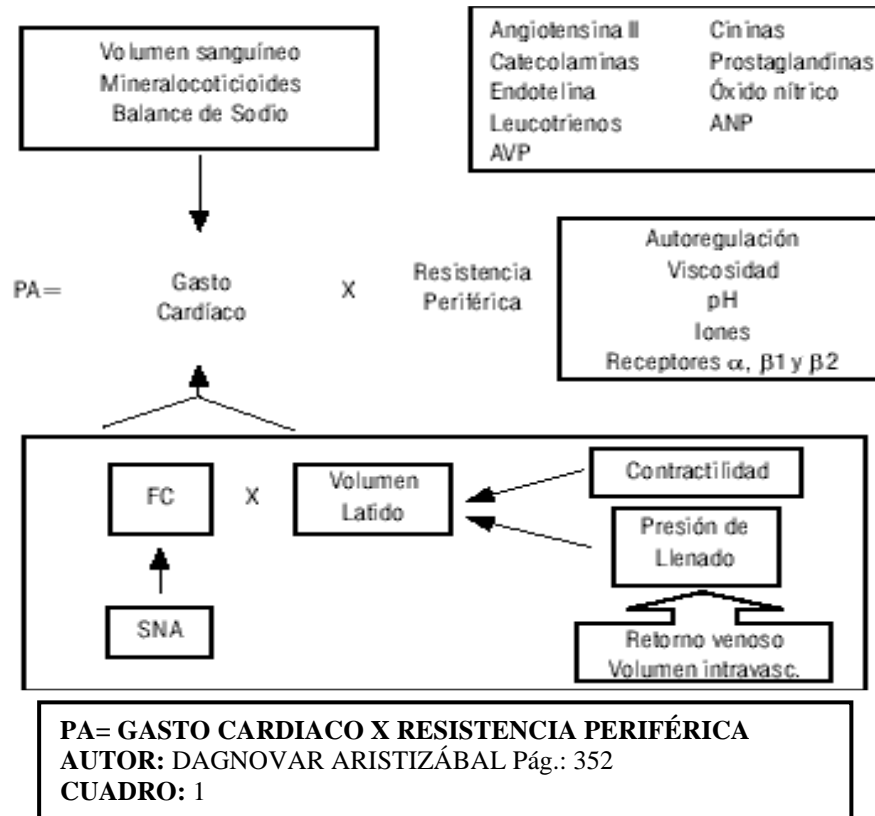 Volumen sanguíneo
Mineralocoticioides
Balance de Sodio
Angiotensina II Cininas
Catecolaminas Prostaglandinas
Endotelina Óxido nítrico
Leucotrienos ANP
AVP
PA= Gasto Cardíaco X Resistencia Periférica
Autoregulación
Viscosidad
pH
Iones
Receptores α, β1 y β2
FC X Volumen Latido
SNA
Contractilidad
Presión de
Llenado
Retorno venoso
Volumen intravasc.
PA= GASTO CARDIACO X RESISTENCIA PERIFÉRICA
AUTOR: DAGNOVAR ARISTIZÁBAL Pág.: 352
CUADRO: 1